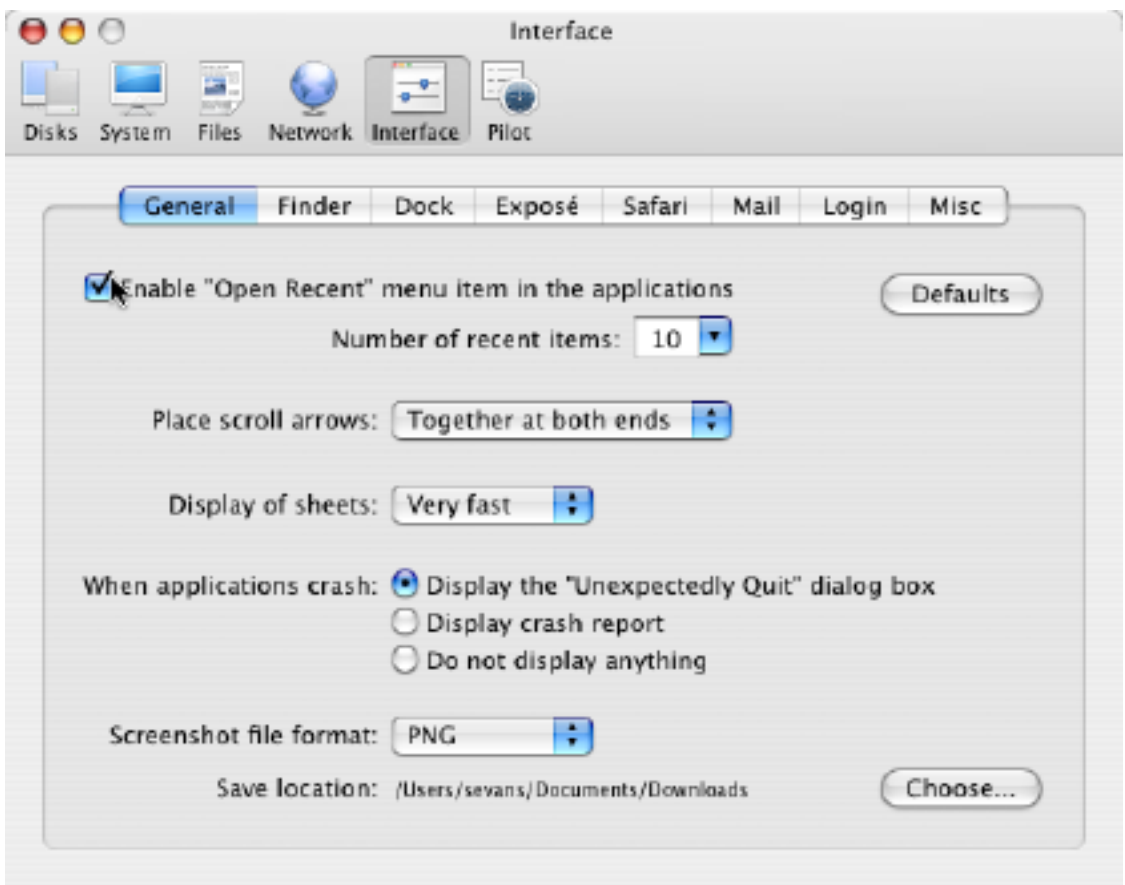 Interface
Disks System Files Network Interface Pilot
General Finder Dock Exposé Safari Mail Login Misc
Enable "Open Recent" menu item in the applications
Defaults
Number of recent items: 10
Place scroll arrows: Together at both ends
Display of sheets: Very fast
When applications crash: Display the "Unexpectedly Quit" dialog box
Display crash report
Do not display anything
Screenshot file format: PNG
Save location: /Users/sevans/Documents/Downloads Choose...